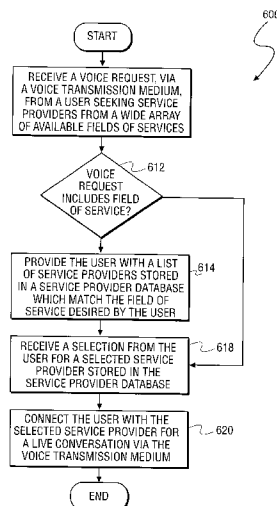 600
START
RECEIVE A VOICE REQUEST, VIA
A VOICE TRANSMISSION MEDIUM,
FROM A USER SEEKING SERVICE
PROVIDERS FROM A WIDE ARRAY
OF AVAILABLE FIELDS OF SERVICES
612
VOICE
REQUEST
INCLUDES FIELD
OF SERVICE?
PROVIDE THE USER WITH A LIST
OF SERVICE PROVIDERS STORED
IN A SERVICE PROVIDER DATABASE
WHICH MATCH THE FIELD OF
SERVICE DESIRED BY THE USER
614
RECEIVE A SELECTION FROM THE
USER FOR A SELECTED SERVICE
PROVIDER STORED IN THE
SERVICE PROVIDER DATABASE
618
CONNECT THE USER WITH THE
SELECTED SERVICE PROVIDER FOR
A LIVE CONVERSATION VIA THE
VOICE TRANSMISSION MEDIUM
620
END